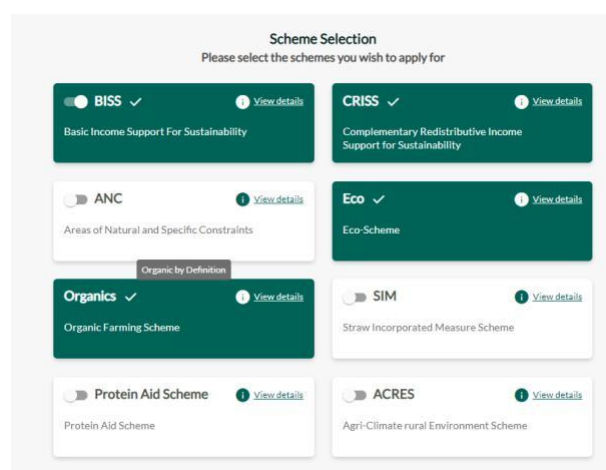 Scheme Selection
Please select the schemes you wish to apply for
BISS
View details
Basic Income Support For Sustainability
CRISS
View details
Complementary Redistributive Income
Support for Sustainability
ANC
View details
Areas of Natural and Specific Constraints
Eco
View details
Eco-Scheme
Organic by Definition
Organics
View details
Organic Farming Scheme
SIM
View details
Straw Incorporated Measure Scheme
Protein Aid Scheme
View details
Protein Aid Scheme
ACRES
View details
Agri-Climate rural Environment Scheme